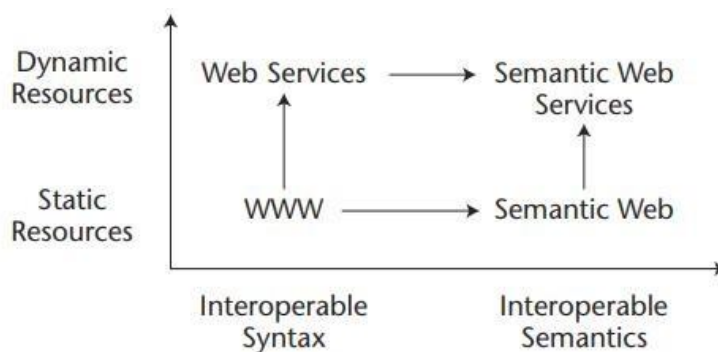 Dynamic
Resources
Web Services
Semantic Web
Services
Static
Resources
WWW
Semantic Web
Interoperable
Syntax
Interoperable
Semantics